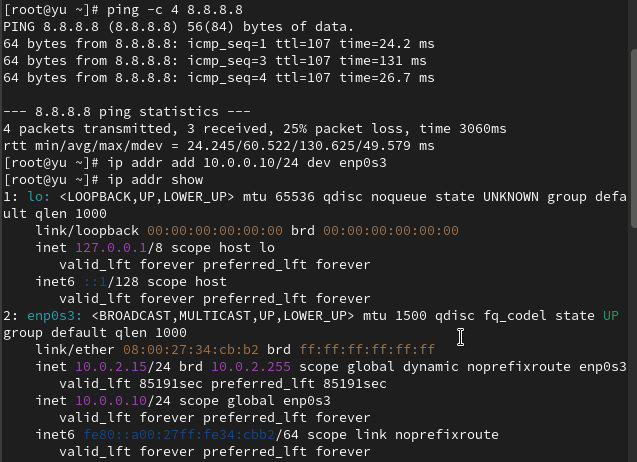 [root@yu ~]# ping -c 4 8.8.8.8
PING 8.8.8.8 (8.8.8.8) 56(84) bytes of data.
64 bytes from 8.8.8.8: icmp_seq=1 ttl=107 time=24.2 ms
64 bytes from 8.8.8.8: icmp_seq=3 ttl=107 time=131 ms
64 bytes from 8.8.8.8: icmp_seq=4 ttl=107 time=26.7 ms
--- 8.8.8.8 ping statistics ---
4 packets transmitted, 3 received, 25% packet loss, time 3060ms
rtt min/avg/max/mdev = 24.245/60.522/130.625/49.579 ms
[root@yu ~]# ip addr add 10.0.0.10/24 dev enp0s3
[root@yu ~]# ip addr show
1: lo: <LOOPBACK,UP,LOWER_UP> mtu 65536 qdisc noqueue state UNKNOWN group defa
ult qlen 1000
    link/loopback 00:00:00:00:00:00 brd 00:00:00:00:00:00
    inet 127.0.0.1/8 scope host lo
       valid_lft forever preferred_lft forever
    inet6 ::1/128 scope host
       valid_lft forever preferred_lft forever
2: enp0s3: <BROADCAST,MULTICAST,UP,LOWER_UP> mtu 1500 qdisc fq_codel state UP
group default qlen 1000
    link/ether 08:00:27:34:cb:b2 brd ff:ff:ff:ff:ff:ff
    inet 10.0.2.15/24 brd 10.0.2.255 scope global dynamic noprefixroute enp0s3
       valid_lft 85191sec preferred_lft 85191sec
    inet 10.0.0.10/24 scope global enp0s3
       valid_lft forever preferred_lft forever
    inet6 fe80::a00:27ff:fe34:cbb2/64 scope link noprefixroute
       valid_lft forever preferred_lft forever